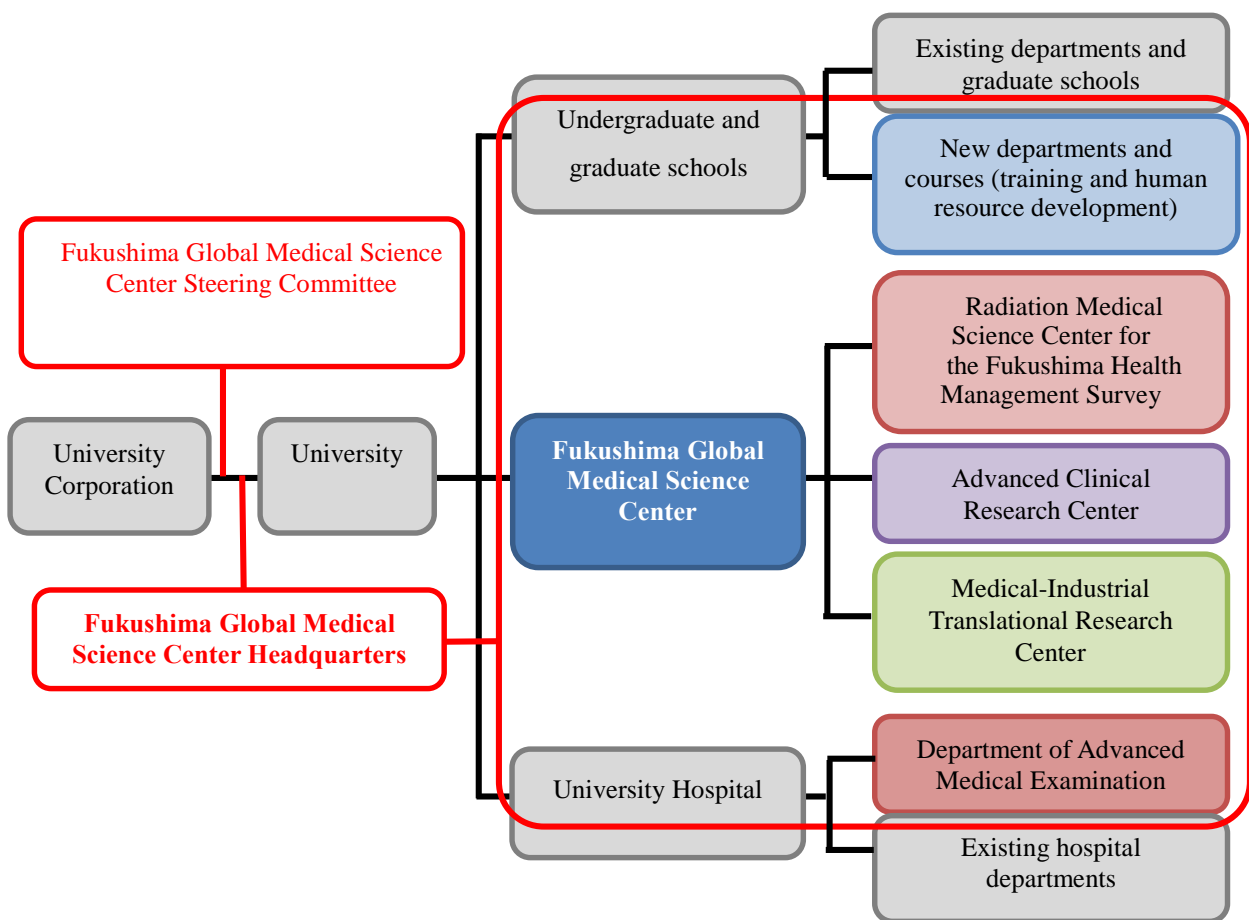 Existing departments and
graduate schools
Undergraduate and
graduate schools
New departments and
courses (training and human
resource development)
Fukushima Global Medical Science
Center Steering Committee
Radiation Medical
Science Center for
the Fukushima Health
Management Survey
University
Corporation
University
Fukushima Global
Medical Science
Center
Advanced Clinical
Research Center
Fukushima Global Medical
Science Center Headquarters
Medical-Industrial
Translational Research
Center
University Hospital
Department of Advanced
Medical Examination
Existing hospital
departments